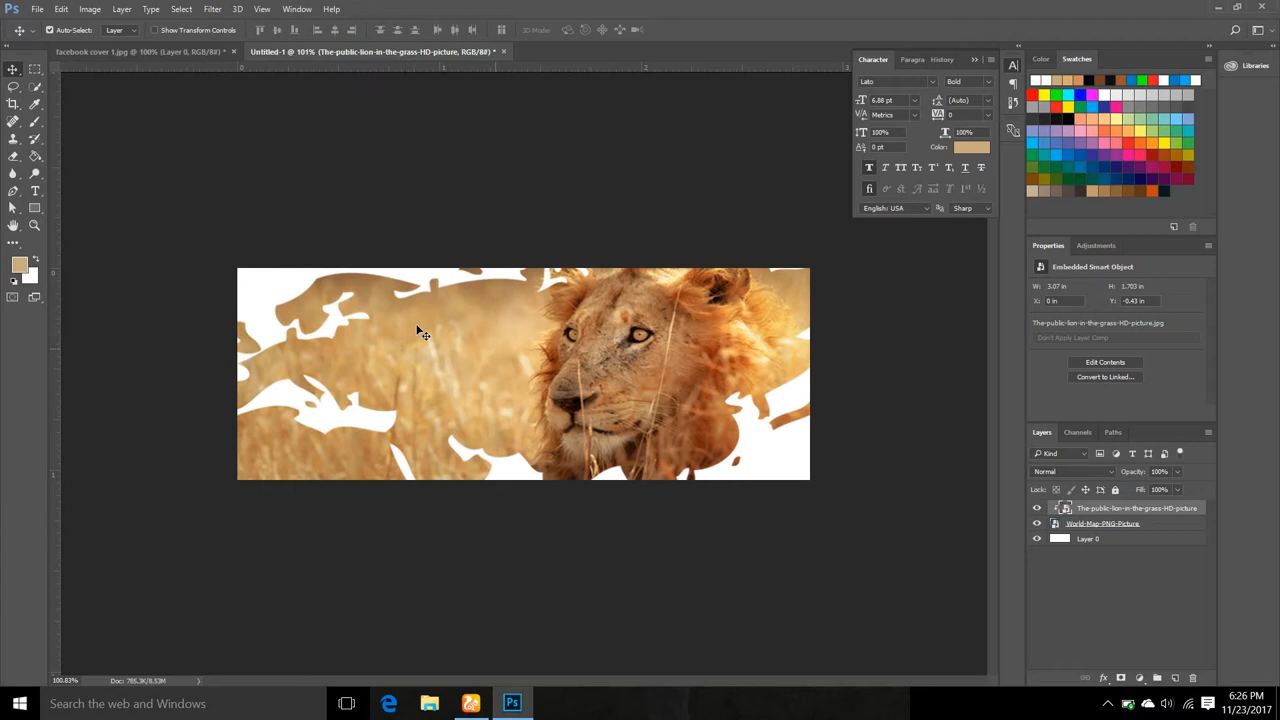 Ps File Edit Image Layer Type Select Filter 3D View Window Help
Auto-Select: Layer Show Transform Controls 3D Mode:
facebook cover 1.jpg @ 100% (Layer 0, RGB/8#) * × Untitled-1 @ 101% (The-public-lion-in-the-grass-HD-picture, RGB/8#) * ×
0 1 2 3
0
1
Character Paragra History
Lato Bold
6.88 pt (Auto)
Metrics 0
100% 100%
0 pt Color:
English: USA Sharp
Color Swatches
Libraries
Properties Adjustments
Embedded Smart Object
W: 3.07 in H: 1.703 in
X: 0 in Y: -0.43 in
The-public-lion-in-the-grass-HD-picture.jpg
Don't Apply Layer Comp
Edit Contents
Convert to Linked...
Layers Channels Paths
Kind
Normal Opacity: 100%
Lock: Fill: 100%
The-public-lion-in-the-grass-HD-picture
World-Map-PNG-Picture
Layer 0
100.83% Doc: 785.3K/8.53M
Search the web and Windows
Ps
6:26 PM
11/23/2017